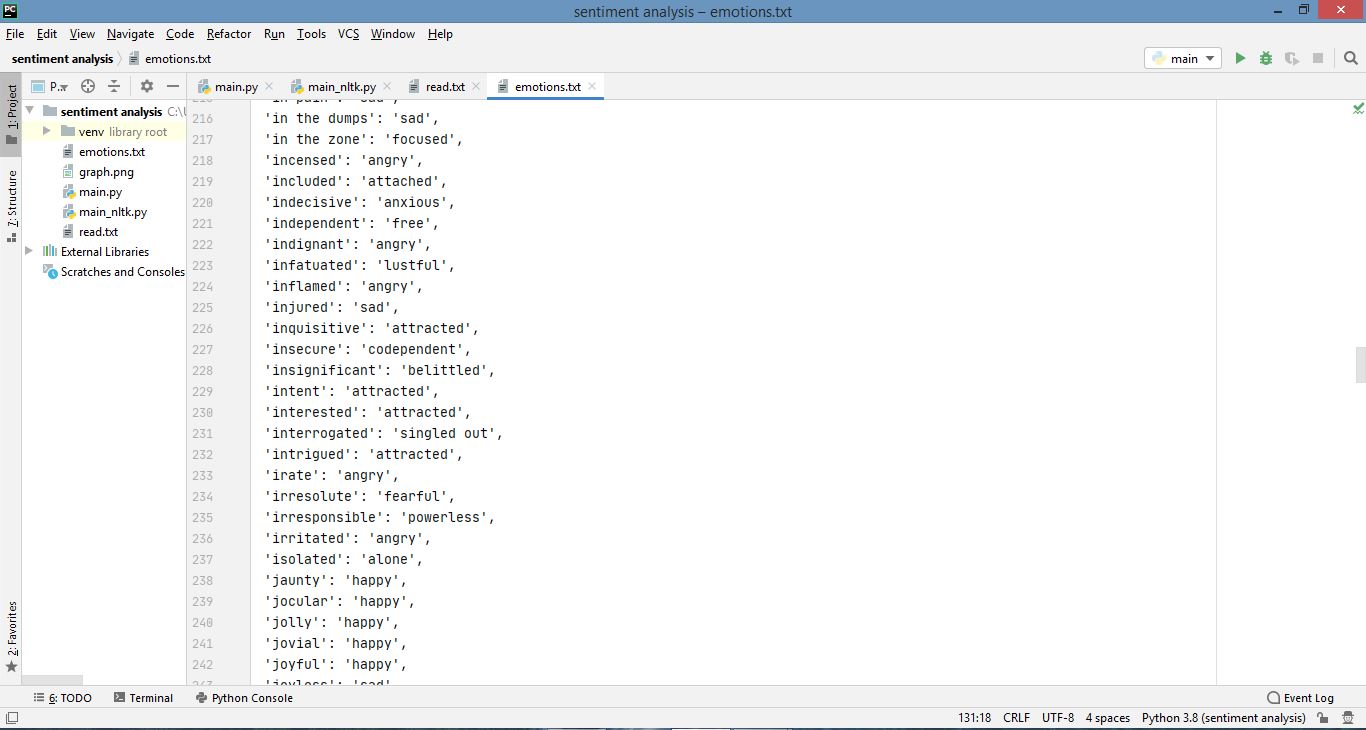 PC
sentiment analysis – emotions.txt
File Edit View Navigate Code Refactor Run Tools VCS Window Help
sentiment analysis emotions.txt
main
P..
main.py
main_nltk.py
read.txt
emotions.txt
1: Project
7: Structure
2: Favorites
sentiment analysis C:\
venv library root
emotions.txt
graph.png
main.py
main_nltk.py
read.txt
External Libraries
Scratches and Consoles
'in pain': 'sad',
216 'in the dumps': 'sad',
217 'in the zone': 'focused',
218 'incensed': 'angry',
219 'included': 'attached',
220 'indecisive': 'anxious',
221 'independent': 'free',
222 'indignant': 'angry',
223 'infatuated': 'lustful',
224 'inflamed': 'angry',
225 'injured': 'sad',
226 'inquisitive': 'attracted',
227 'insecure': 'codependent',
228 'insignificant': 'belittled',
229 'intent': 'attracted',
230 'interested': 'attracted',
231 'interrogated': 'singled out',
232 'intrigued': 'attracted',
233 'irate': 'angry',
234 'irresolute': 'fearful',
235 'irresponsible': 'powerless',
236 'irritated': 'angry',
237 'isolated': 'alone',
238 'jaunty': 'happy',
239 'jocular': 'happy',
240 'jolly': 'happy',
241 'jovial': 'happy',
242 'joyful': 'happy',
243 'joyless': 'sad'
6: TODO Terminal Python Console Event Log
131:18 CRLF UTF-8 4 spaces Python 3.8 (sentiment analysis)